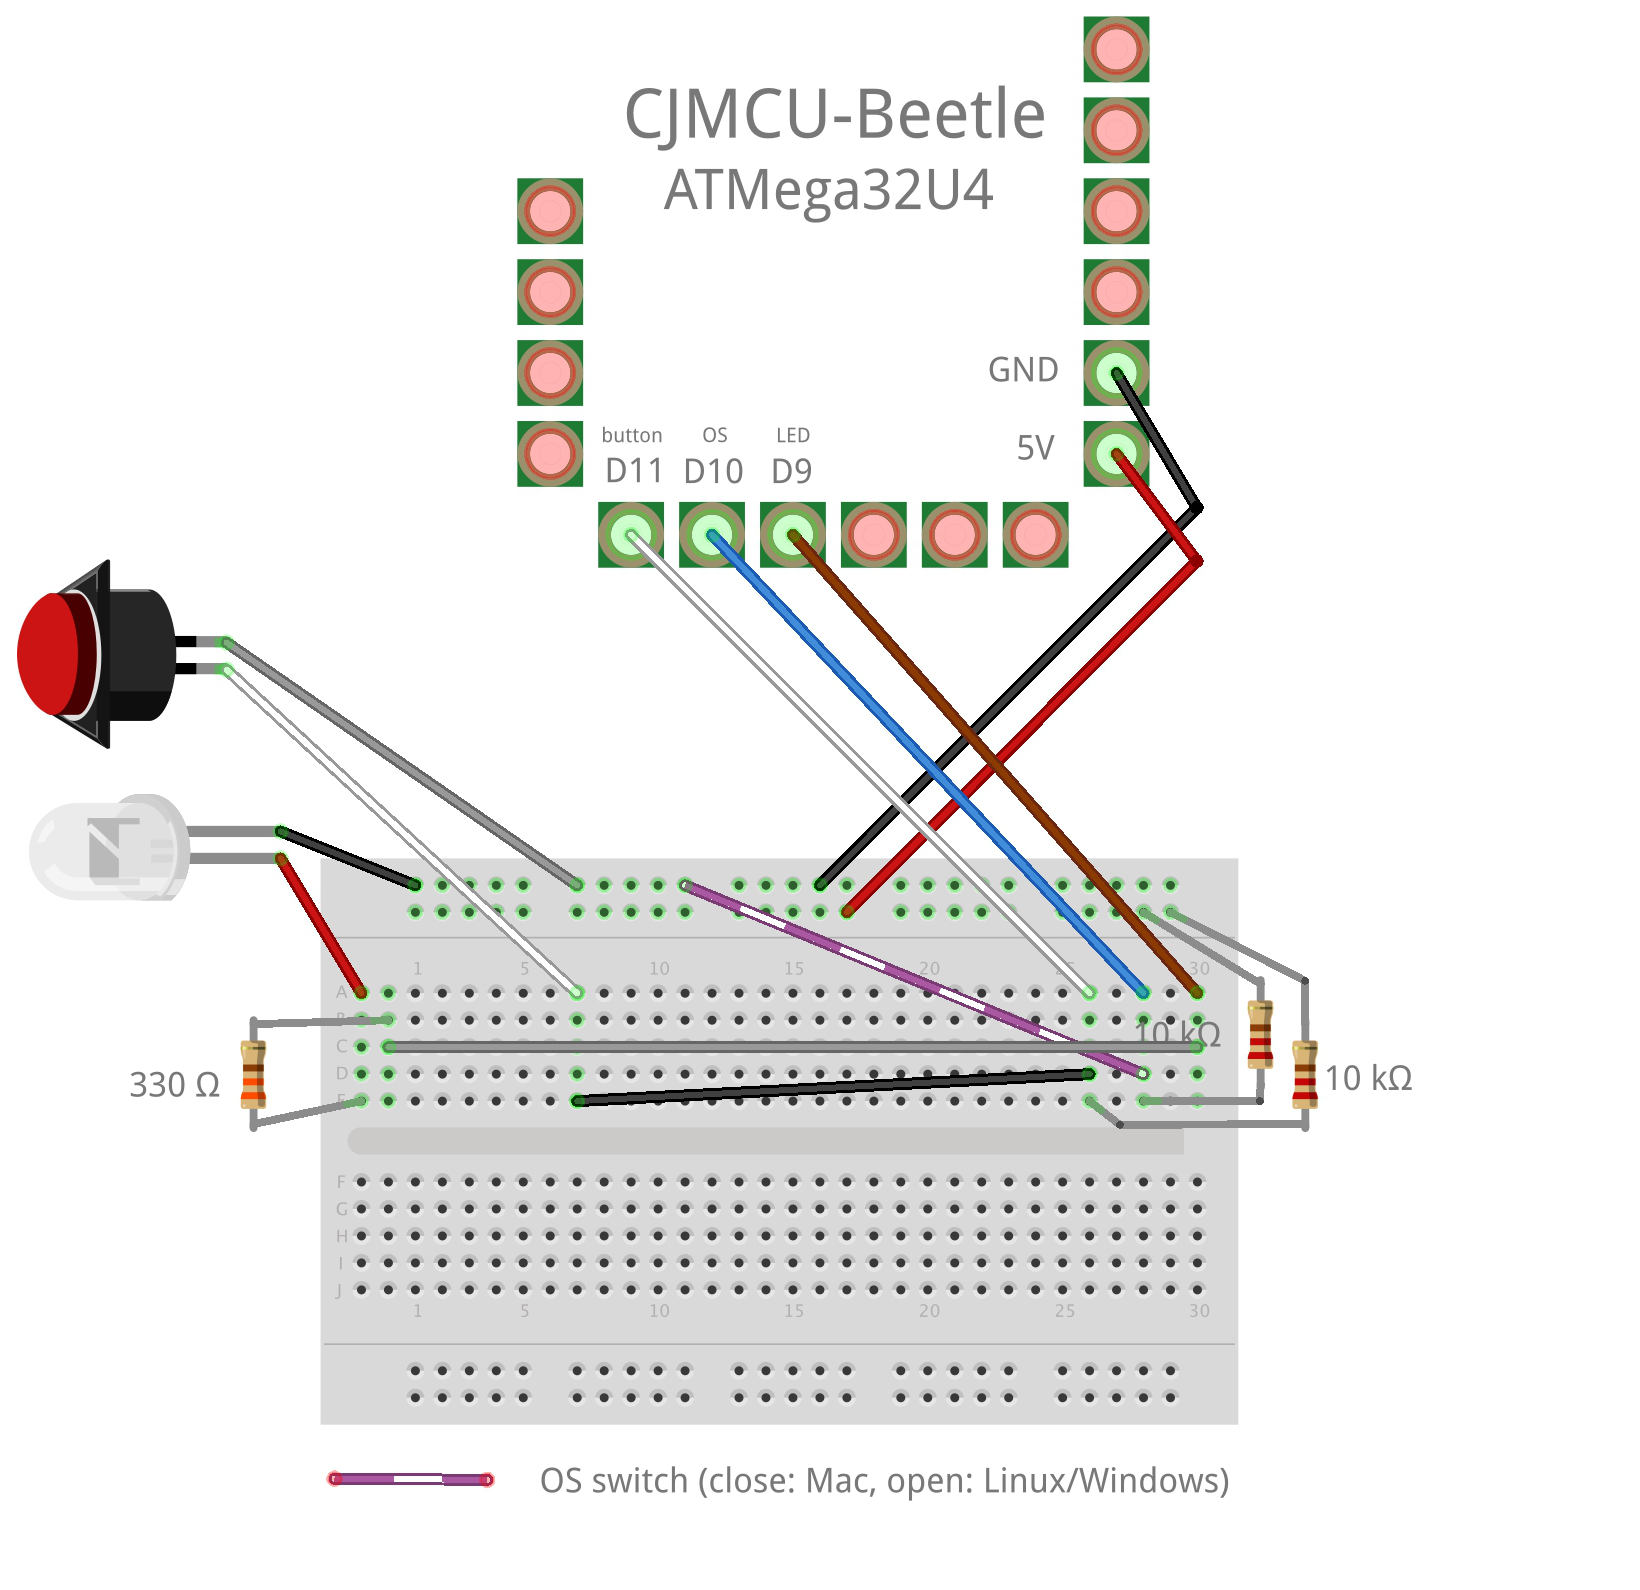 CJMCU-Beetle
ATMega32U4
GND
button OS LED
5V
D11 D10 D9
1 5 10 15 20 25 30
A
B
10 kΩ
C
D
330 Ω
10 kΩ
E
F
G
H
I
J
1 5 10 15 20 25 30
OS switch (close: Mac, open: Linux/Windows)